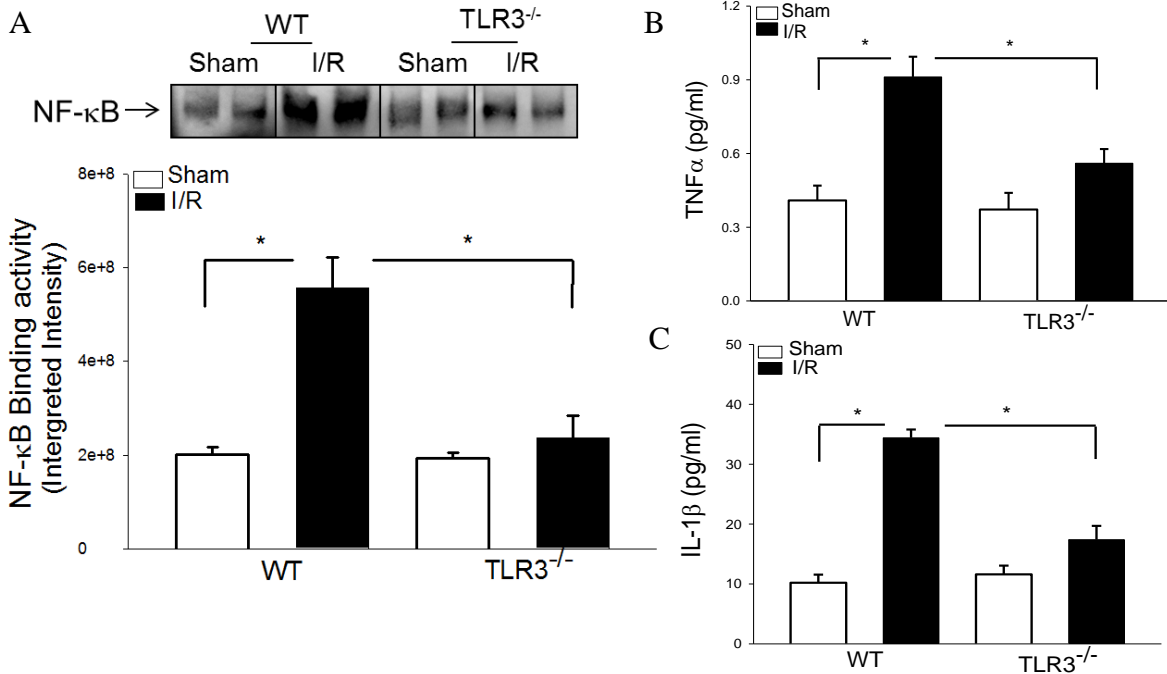 A
WT
TLR3-/-
Sham
I/R
Sham
I/R
NF-κB
8e+8
6e+8
4e+8
2e+8
0
NF-κB Binding activity
(Intergreted Intensity)
Sham
I/R
*
*
WT
TLR3-/-
B
1.2
0.9
0.6
0.3
0.0
TNFα (pg/ml)
Sham
I/R
*
*
WT
TLR3-/-
C
50
40
30
20
10
0
IL-1β (pg/ml)
Sham
I/R
*
*
WT
TLR3-/-